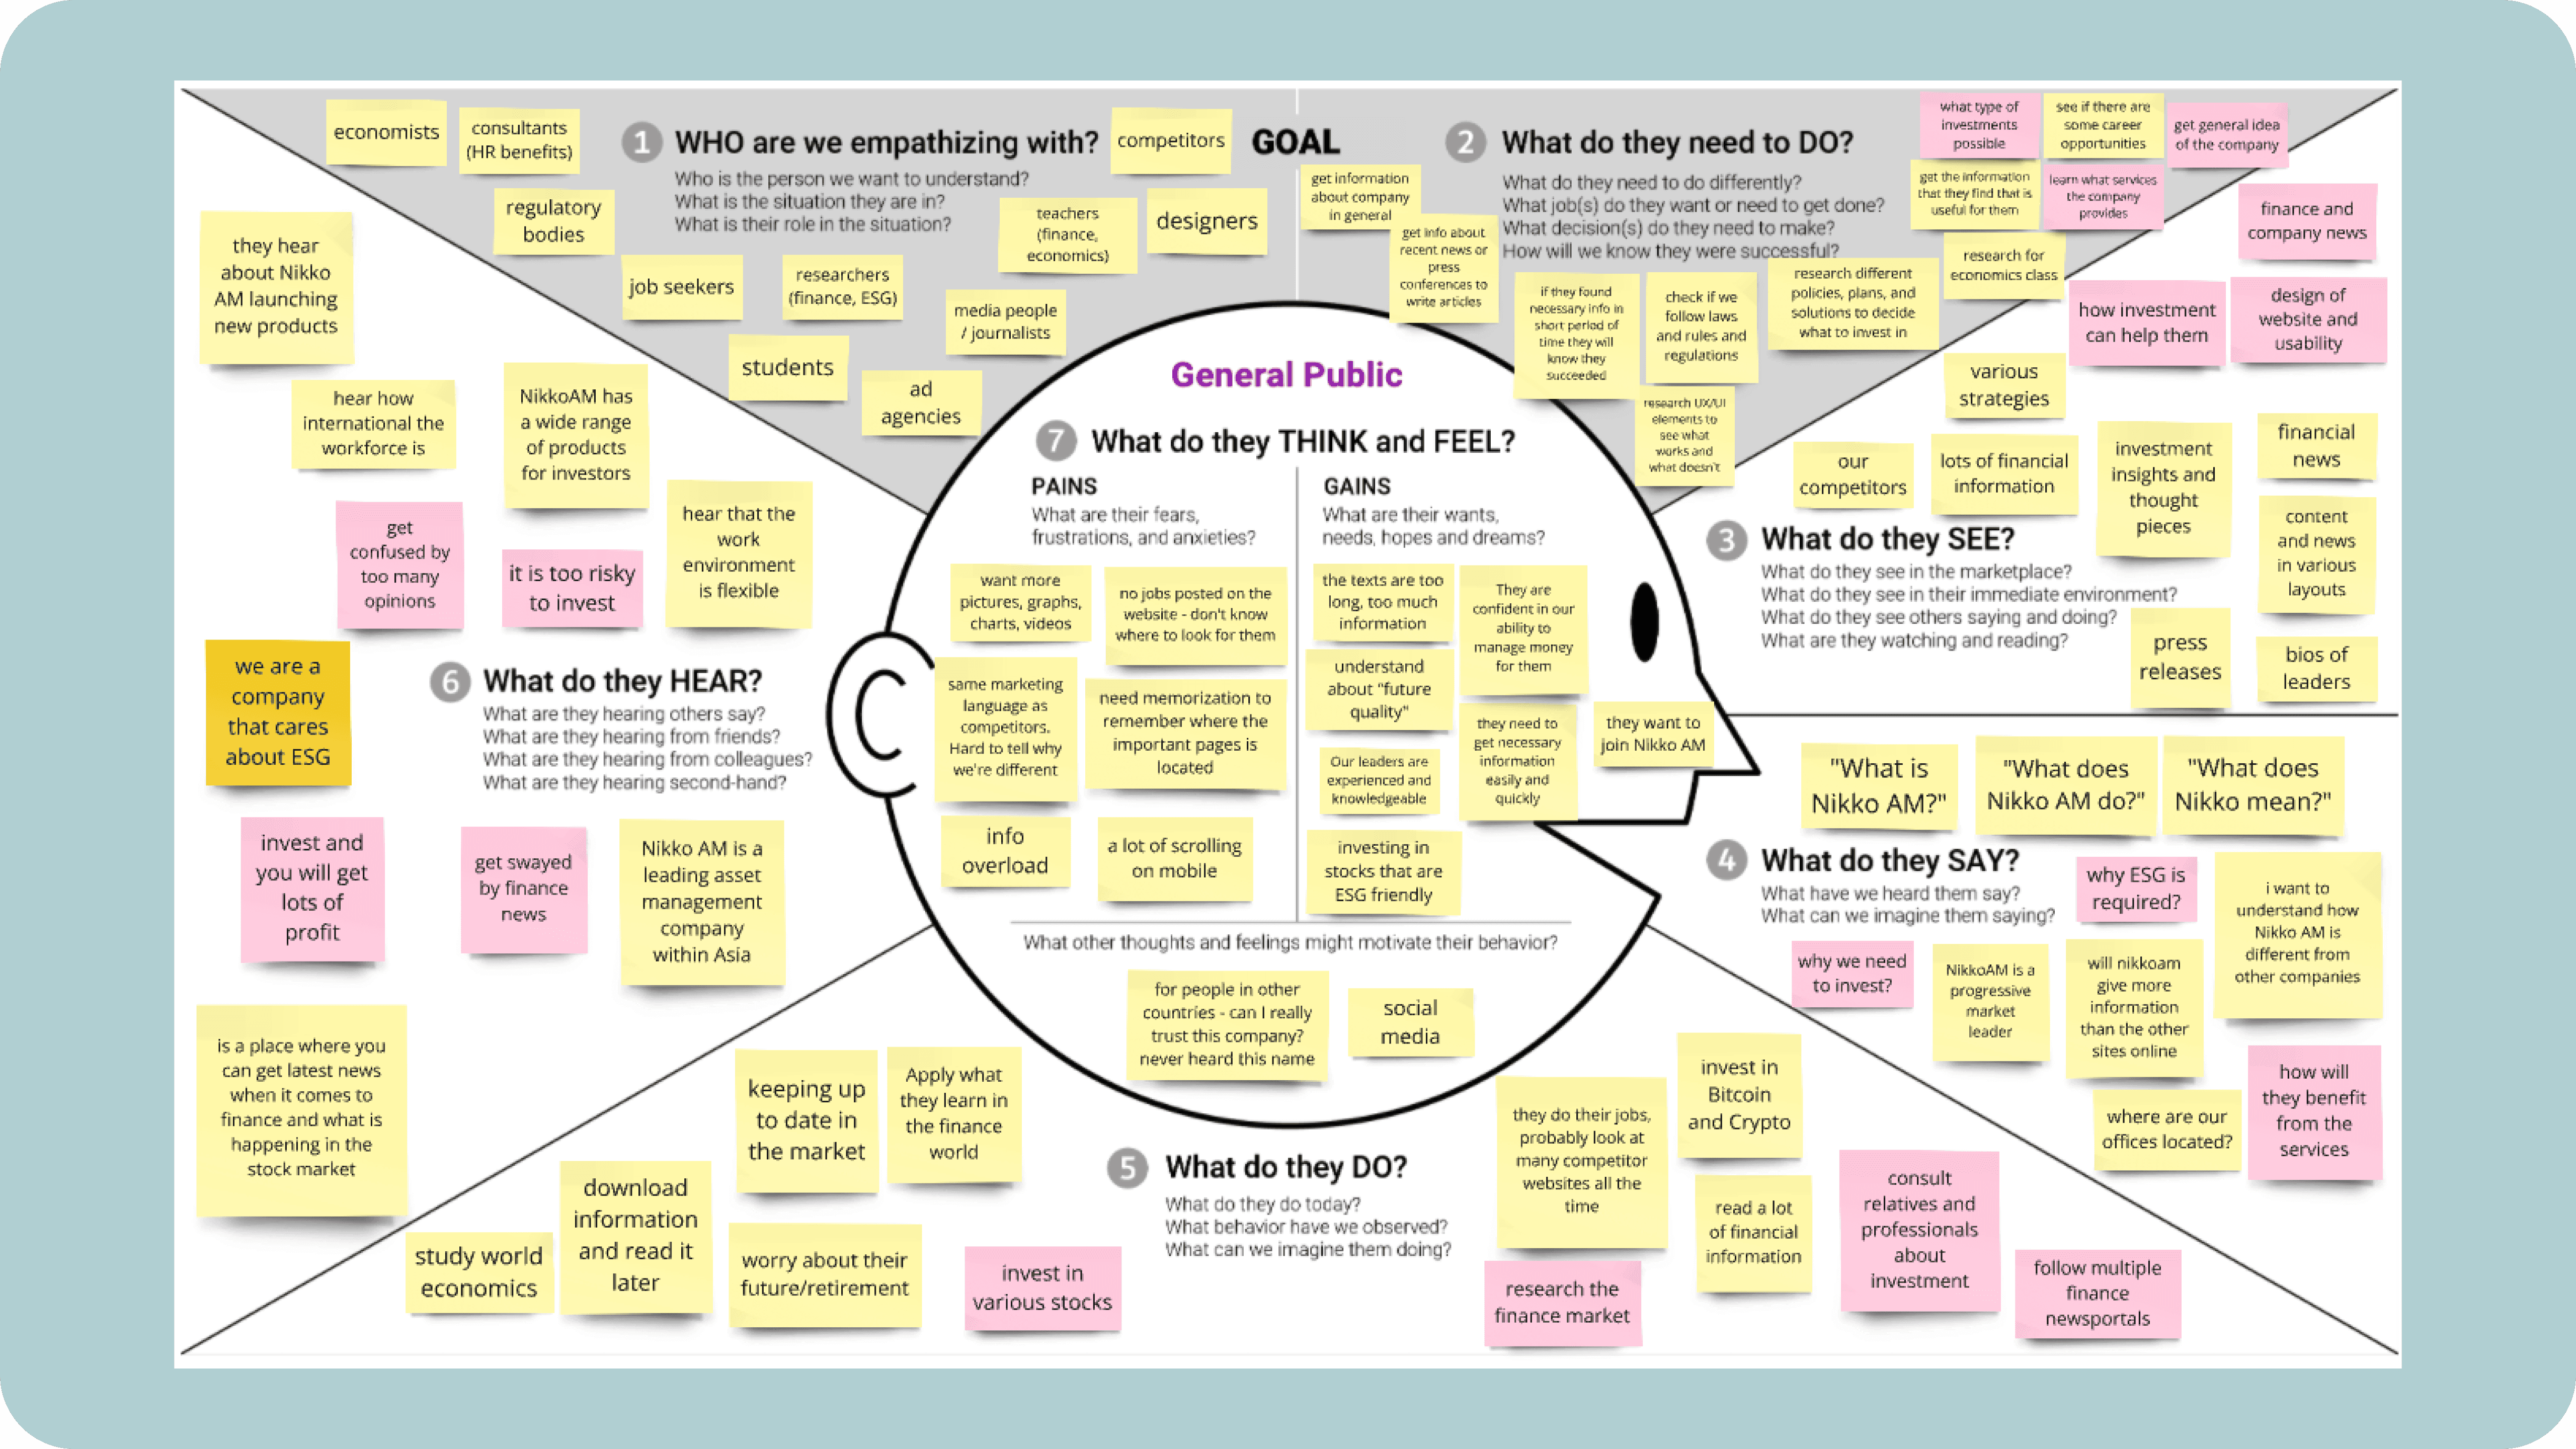 GOAL
1
WHO are we empathizing with?
Who is the person we want to understand?
What is the situation they are in?
What is their role in the situation?
economists
consultants
(HR benefits)
regulatory
bodies
job seekers
researchers
(finance, ESG)
students
ad
agencies
media people
/ journalists
teachers
(finance,
economics)
competitors
designers
2
What do they need to DO?
What do they need to do differently?
What job(s) do they want or need to get done?
What decision(s) do they need to make?
How will we know they were successful?
get information
about company
in general
get info about
recent news or
press
conferences to
write articles
if they found
necessary info in
short period of
time they will
know they
succeeded
check if we
follow laws
and rules and
regulations
research different
policies, plans, and
solutions to decide
what to invest in
research UX/UI
elements to
see what
works and
what doesn't
what type of
investments
possible
see if there are
some career
opportunities
get general idea
of the company
get the information
that they find that is
useful for them
learn what services
the company
provides
research for
economics class
3
What do they SEE?
What do they see in the marketplace?
What do they see in their immediate environment?
What do they see others saying and doing?
What are they watching and reading?
finance and
company news
how investment
can help them
design of
website and
usability
various
strategies
our
competitors
lots of financial
information
investment
insights and
thought
pieces
financial
news
content
and news
in various
layouts
press
releases
bios of
leaders
4
What do they SAY?
What have we heard them say?
What can we imagine them saying?
"What is
Nikko AM?"
"What does
Nikko AM do?"
"What does
Nikko mean?"
why ESG is
required?
i want to
understand how
Nikko AM is
different from
other companies
why we need
to invest?
NikkoAM is a
progressive
market
leader
will nikkoam
give more
information
than the other
sites online
where are our
offices located?
how will
they benefit
from the
services
5
What do they DO?
What do they do today?
What behavior have we observed?
What can we imagine them doing?
keeping up
to date in
the market
Apply what
they learn in
the finance
world
study world
economics
download
information
and read it
later
worry about their
future/retirement
invest in
various stocks
they do their jobs,
probably look at
many competitor
websites all the
time
invest in
Bitcoin
and Crypto
read a lot
of financial
information
research the
finance market
consult
relatives and
professionals
about
investment
follow multiple
finance
newsportals
6
What do they HEAR?
What are they hearing others say?
What are they hearing from friends?
What are they hearing from colleagues?
What are they hearing second-hand?
they hear
about Nikko
AM launching
new products
hear how
international the
workforce is
NikkoAM has
a wide range
of products
for investors
get
confused by
too many
opinions
it is too risky
to invest
hear that the
work
environment
is flexible
we are a
company
that cares
about ESG
invest and
you will get
lots of
profit
get swayed
by finance
news
Nikko AM is a
leading asset
management
company
within Asia
is a place where you
can get latest news
when it comes to
finance and what is
happening in the
stock market
General Public
7
What do they THINK and FEEL?
PAINS
What are their fears,
frustrations, and anxieties?
want more
pictures, graphs,
charts, videos
no jobs posted on the
website - don't know
where to look for them
same marketing
language as
competitors.
Hard to tell why
we're different
need memorization to
remember where the
important pages is
located
info
overload
a lot of scrolling
on mobile
GAINS
What are their wants,
needs, hopes and dreams?
the texts are too
long, too much
information
They are
confident in our
ability to
manage money
for them
understand
about "future
quality"
they need to
get necessary
information
easily and
quickly
they want to
join Nikko AM
Our leaders are
experienced and
knowledgeable
investing in
stocks that are
ESG friendly
What other thoughts and feelings might motivate their behavior?
for people in other
countries - can I really
trust this company?
never heard this name
social
media